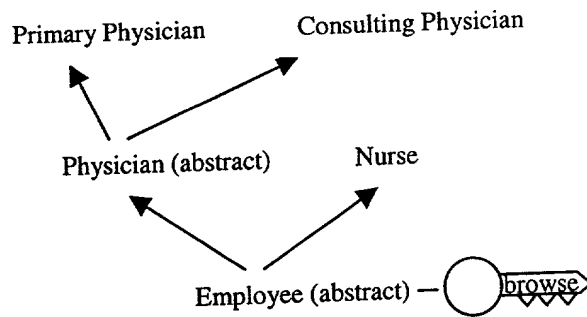 Primary Physician
Consulting Physician
Physician (abstract)
Nurse
Employee (abstract)
browse